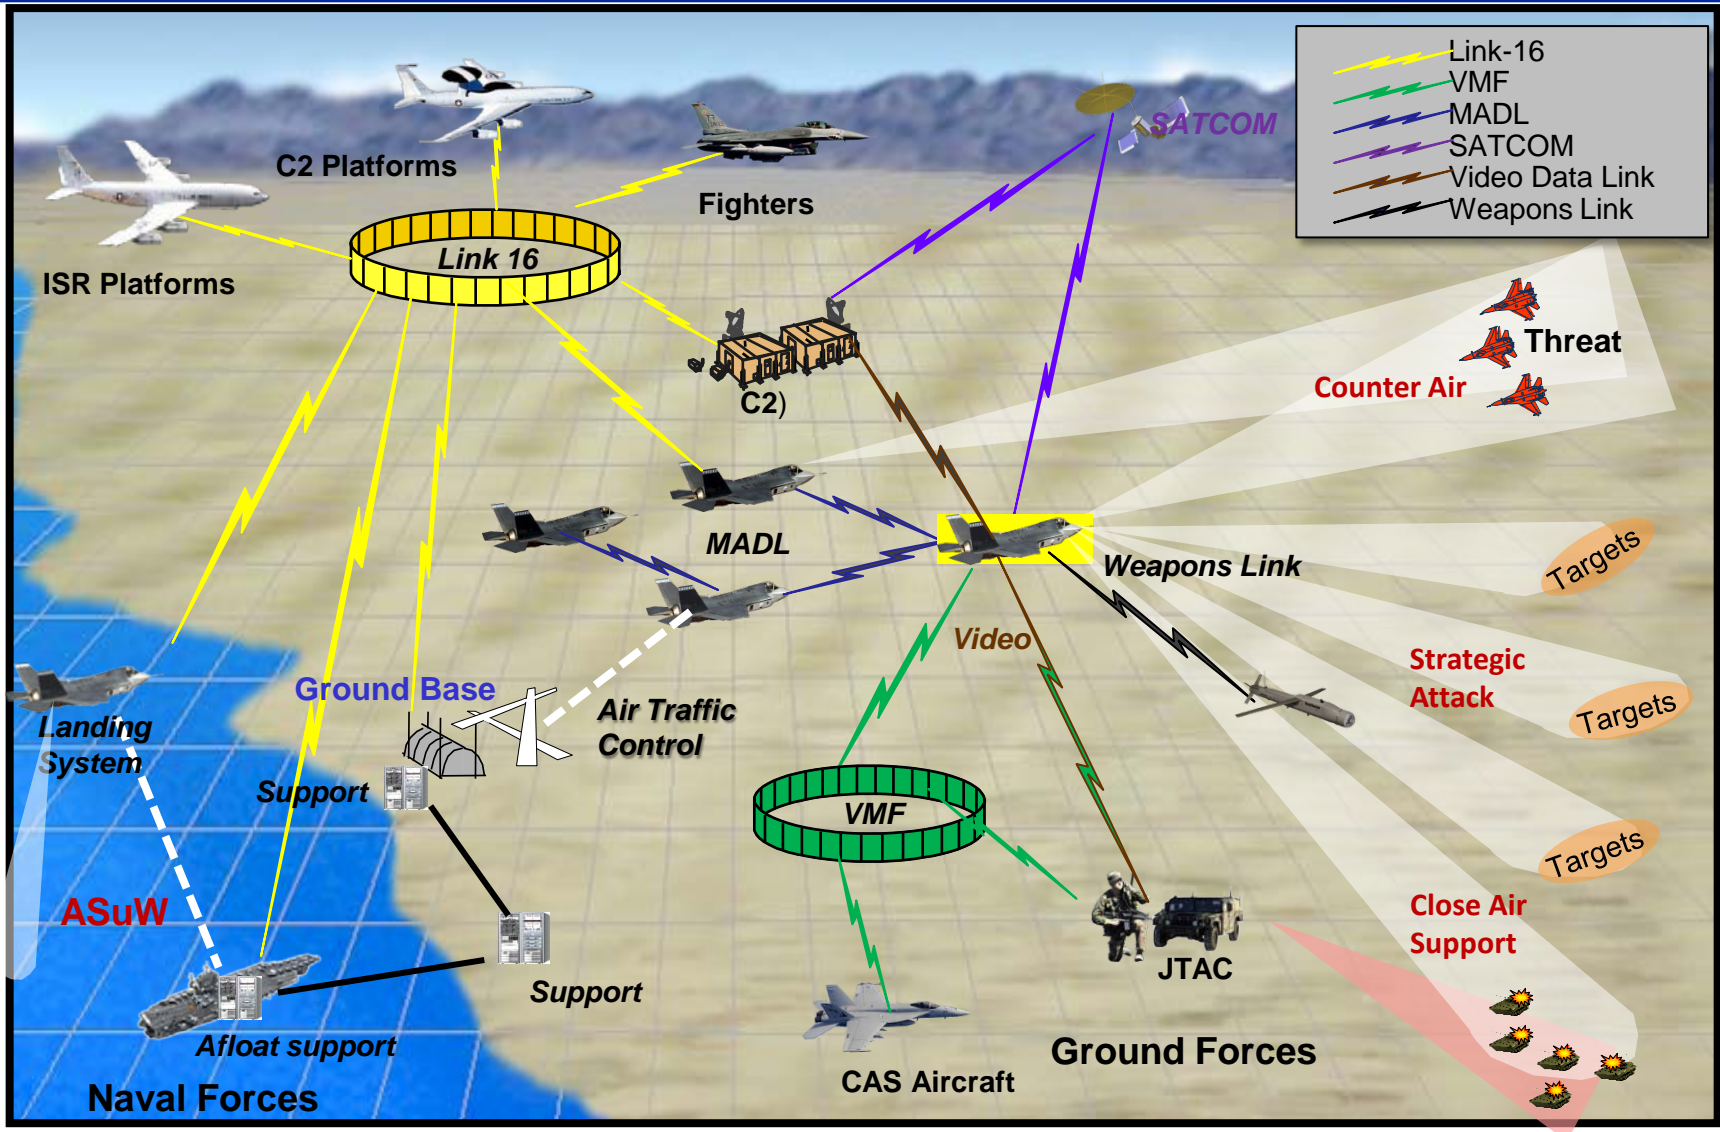 Link-16
VMF
MADL
SATCOM
Video Data Link
Weapons Link
SATCOM
C2 Platforms
Fighters
ISR Platforms
Link 16
Threat
Counter Air
C2)
MADL
Weapons Link
Targets
Video
Strategic
Attack
Targets
Ground Base
Air Traffic
Control
Landing
System
Support
VMF
Targets
ASuW
Close Air
Support
JTAC
Support
Afloat support
Ground Forces
CAS Aircraft
Naval Forces